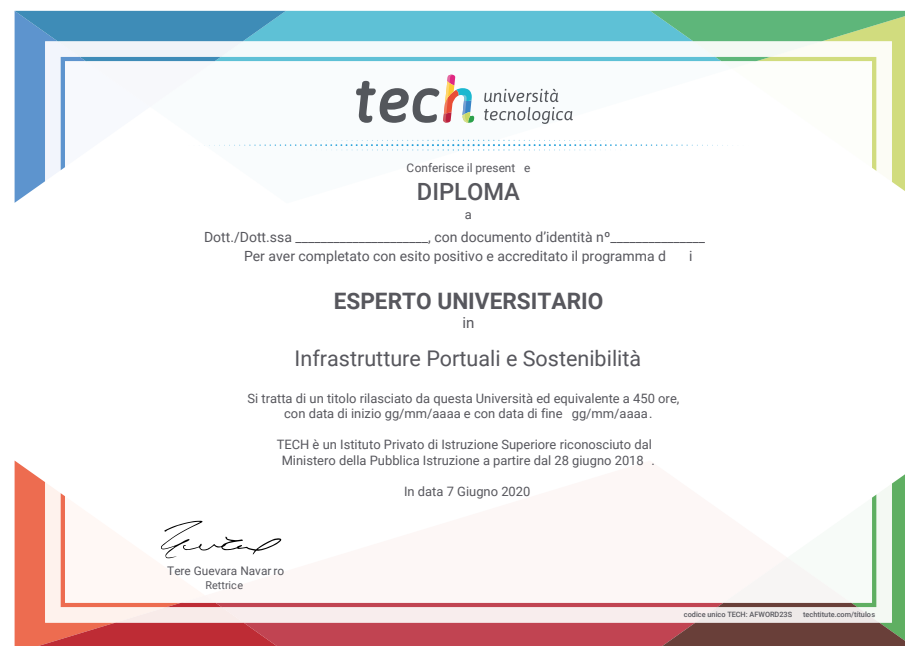 tech università
tecnologica
Conferisce il present e
DIPLOMA
a
Dott./Dott.ssa ____________________, con documento d'identità nº______________
Per aver completato con esito positivo e accreditato il programma d i
ESPERTO UNIVERSITARIO
in
Infrastrutture Portuali e Sostenibilità
Si tratta di un titolo rilasciato da questa Università ed equivalente a 450 ore,
con data di inizio gg/mm/aaaa e con data di fine gg/mm/aaaa.
TECH è un Istituto Privato di Istruzione Superiore riconosciuto dal
Ministero della Pubblica Istruzione a partire dal 28 giugno 2018 .
In data 7 Giugno 2020
Tere Guevara Navarro
Rettrice
codice unico TECH: AFWORD23S techtitute.com/titulos